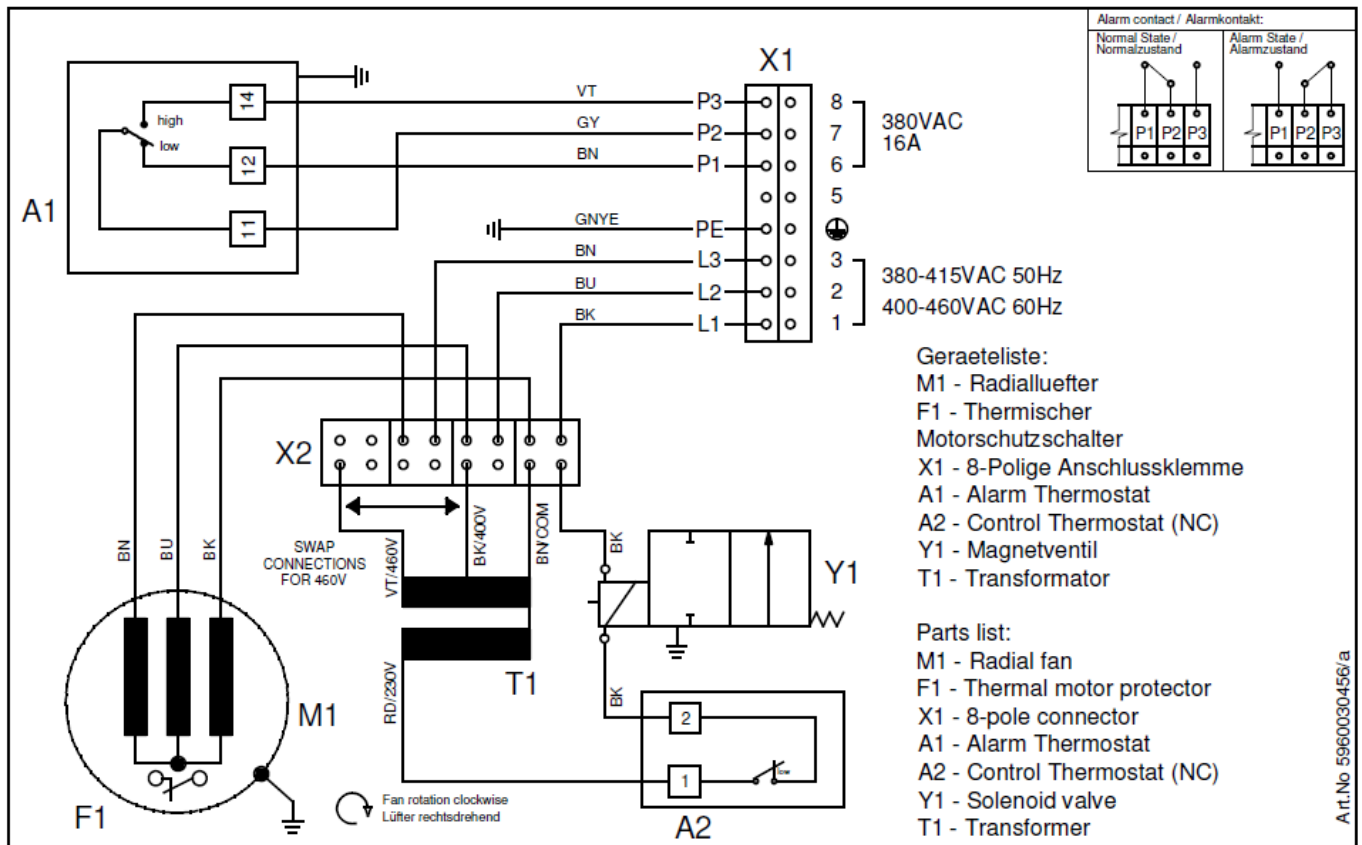 Alarm contact / Alarmkontakt:
Normal State /
Normalzustand
Alarm State /
Alarmzustand
P1 P2 P3
P1 P2 P3
X1
A1
14
high
low
12
11
VT
GY
BN
GNYE
BN
BU
BK
P3
P2
P1
PE
L3
L2
L1
8
7
6
5
3
2
1
380VAC
16A
380-415VAC 50Hz
400-460VAC 60Hz
X2
BN
BU
BK
SWAP
CONNECTIONS
FOR 460V
VT/460V
BK/400V
BN/COM
BK
Y1
T1
RD/230V
BK
2
1
low
A2
M1
F1
Fan rotation clockwise
Lüfter rechtsdrehend
Geraeteliste:
M1 - Radialluefter
F1 - Thermischer
Motorschutzschalter
X1 - 8-Polige Anschlussklemme
A1 - Alarm Thermostat
A2 - Control Thermostat (NC)
Y1 - Magnetventil
T1 - Transformator
Parts list:
M1 - Radial fan
F1 - Thermal motor protector
X1 - 8-pole connector
A1 - Alarm Thermostat
A2 - Control Thermostat (NC)
Y1 - Solenoid valve
T1 - Transformer
Art.No 5960030456/a